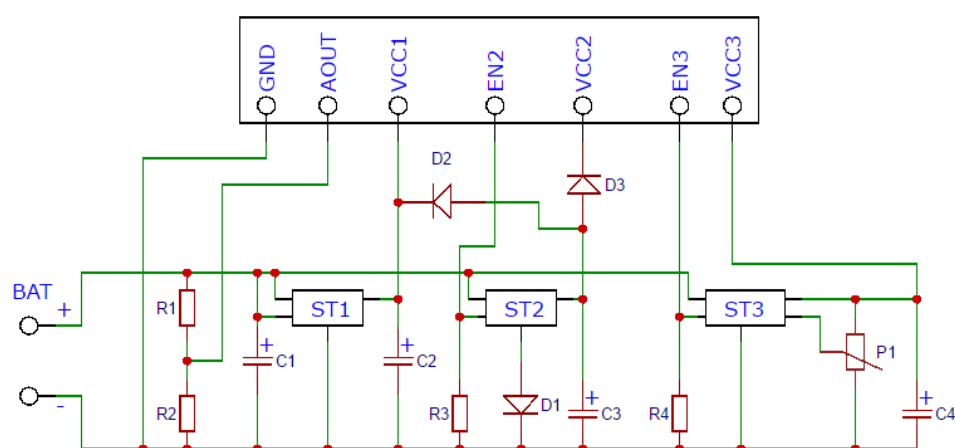 GND AOUT VCC1 EN2 VCC2 EN3 VCC3
D2
D3
BAT
+
R1
ST1
ST2
ST3
+
C1
+
C2
P1
-
R2
R3
D1
+
C3
R4
+
C4